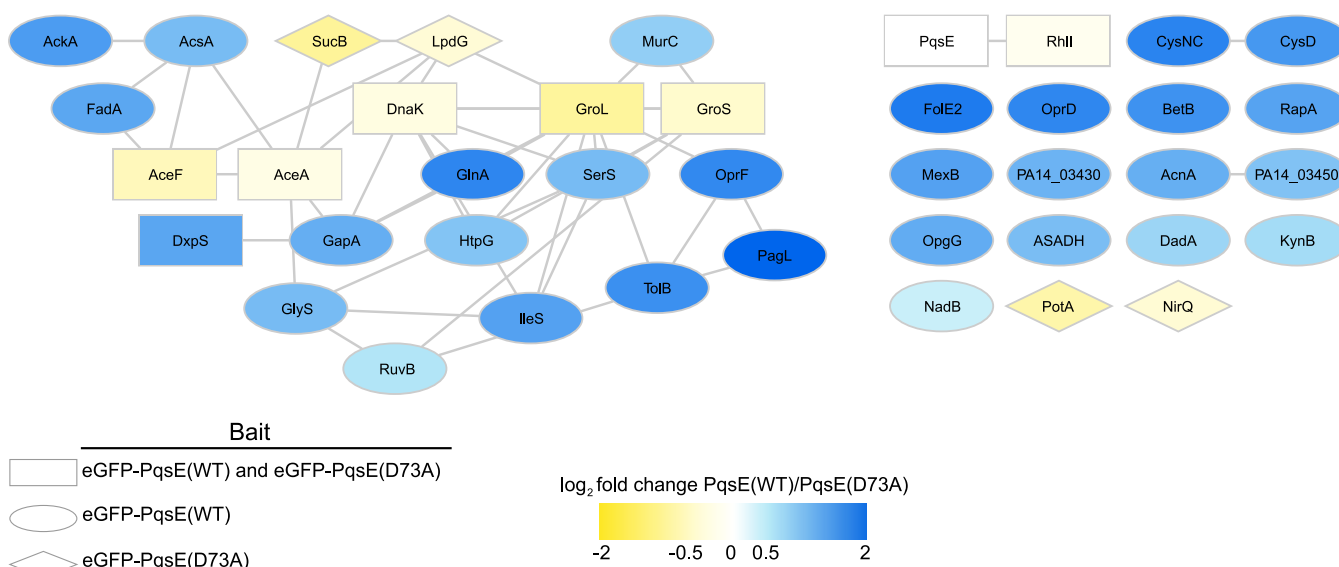 AckA
AcsA
SucB
LpdG
MurC
PqsE
RhlI
CysNC
CysD
FadA
DnaK
GroL
GroS
FolE2
OprD
BetB
RapA
AceF
AceA
GlnA
SerS
OprF
MexB
PA14_03430
AcnA
PA14_03450
DxpS
GapA
HtpG
PagL
OpgG
ASADH
DadA
KynB
GlyS
IleS
TolB
NadB
PotA
NirQ
RuvB
Bait
eGFP-PqsE(WT) and eGFP-PqsE(D73A)
eGFP-PqsE(WT)
eGFP-PqsE(D73A)
log2 fold change PqsE(WT)/PqsE(D73A)
-2 -0.5 0 0.5 2